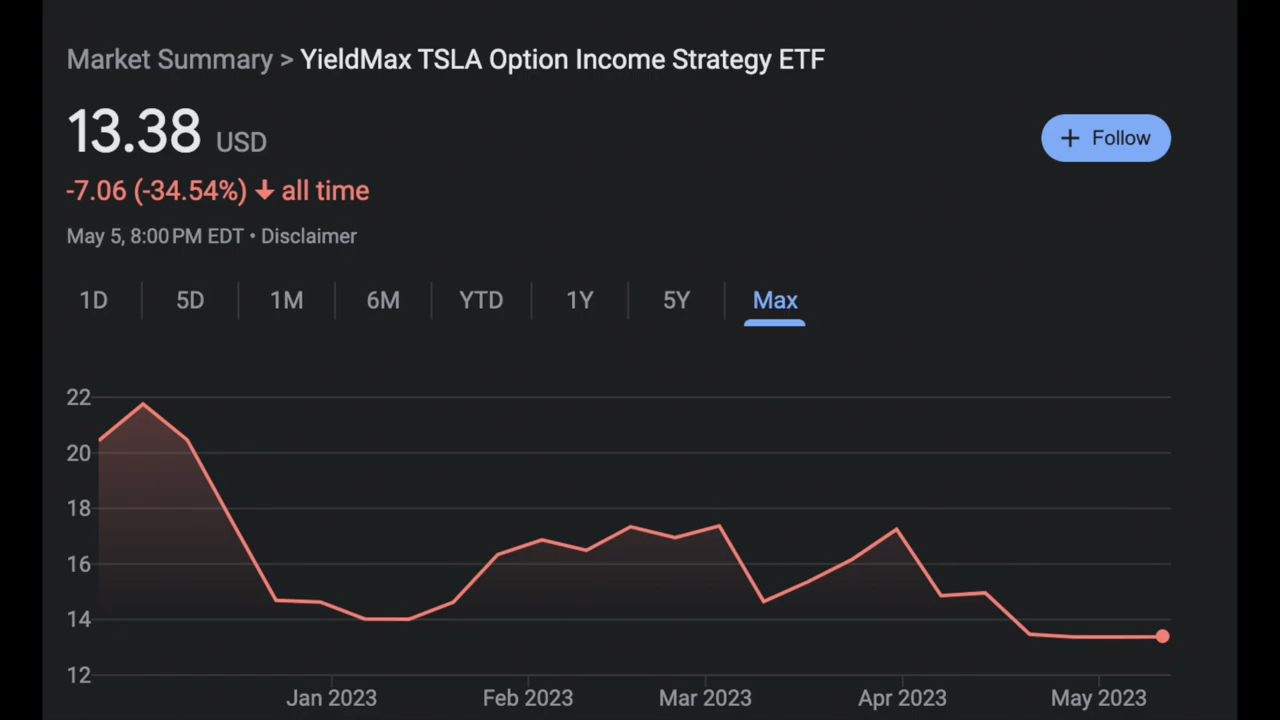 Market Summary > YieldMax TSLA Option Income Strategy ETF
13.38 USD
+ Follow
-7.06 (-34.54%) ↓ all time
May 5, 8:00 PM EDT • Disclaimer
1D 5D 1M 6M YTD 1Y 5Y Max
22
20
18
16
14
12
Jan 2023 Feb 2023 Mar 2023 Apr 2023 May 2023